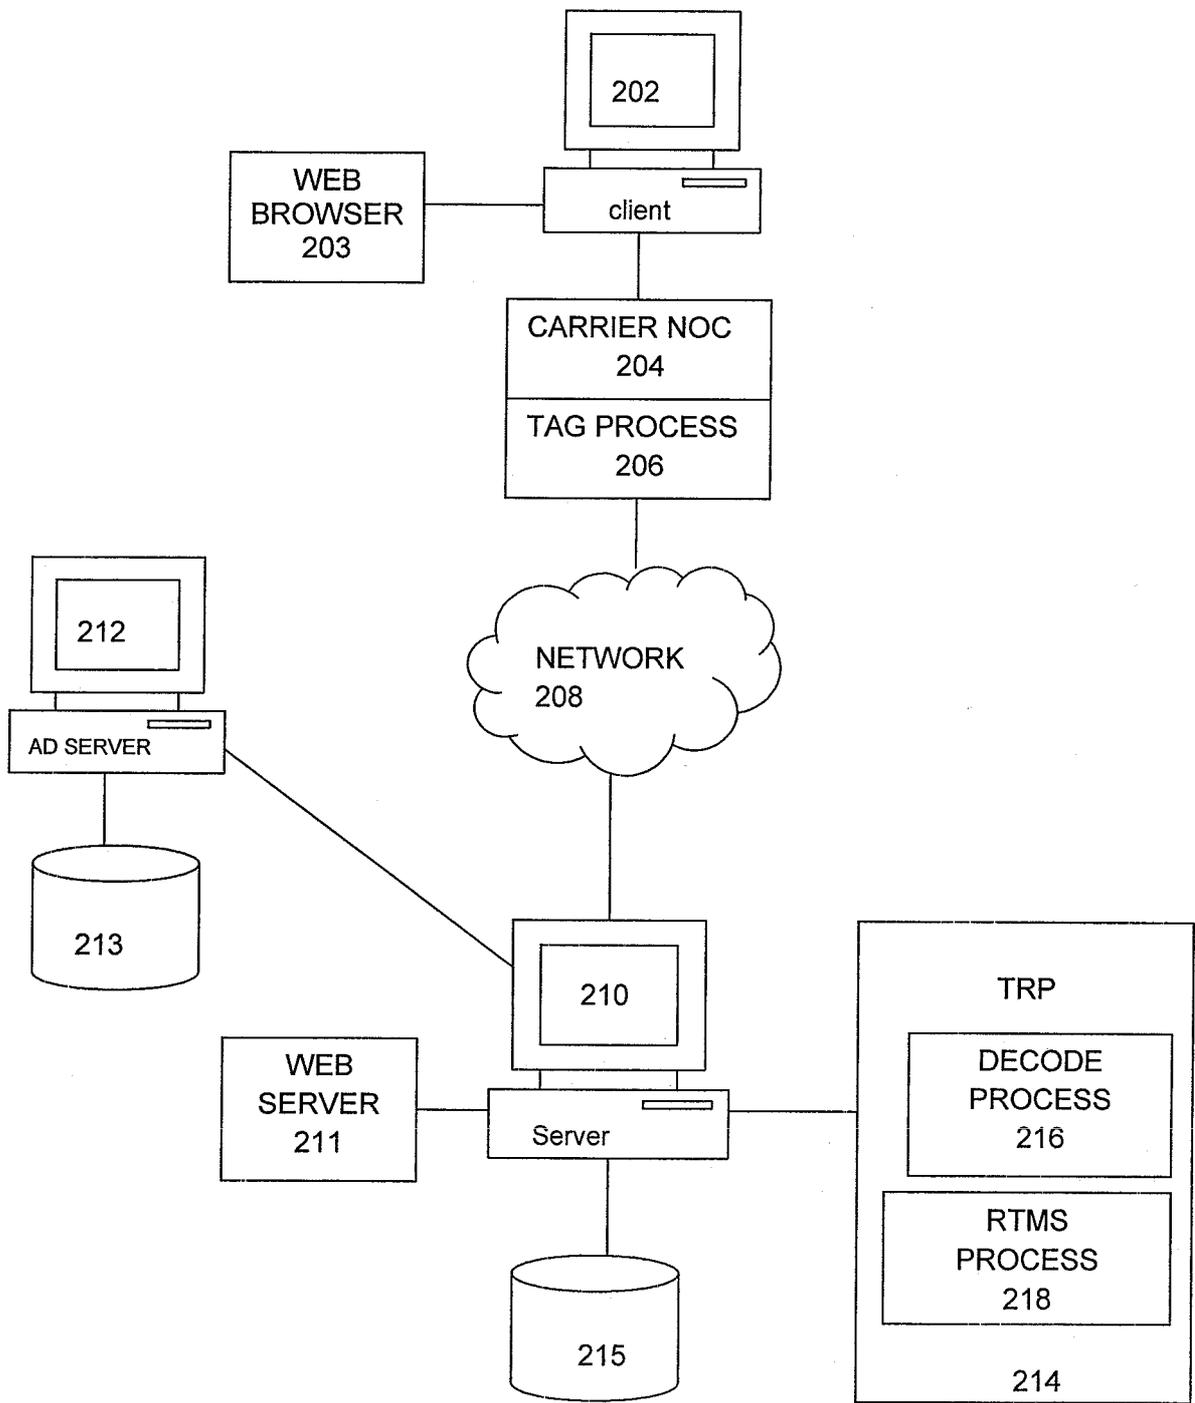 202
client
WEB
BROWSER
203
CARRIER NOC
204
TAG PROCESS
206
NETWORK
208
212
AD SERVER
213
210
Server
WEB
SERVER
211
215
TRP
DECODE
PROCESS
216
RTMS
PROCESS
218
214